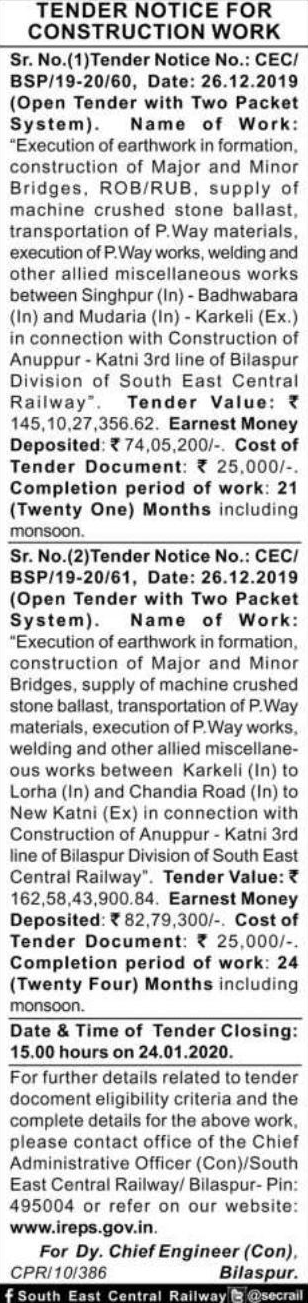 TENDER NOTICE FOR
CONSTRUCTION WORK
Sr. No.(1)Tender Notice No.: CEC/
BSP/19-20/60, Date: 26.12.2019
(Open Tender with Two Packet
System). Name of Work:
"Execution of earthwork in formation,
construction of Major and Minor
Bridges, ROB/RUB, supply of
machine crushed stone ballast,
transportation of P.Way materials,
execution of P.Way works, welding and
other allied miscellaneous works
between Singhpur (In) - Badhwabara
(In) and Mudaria (In) - Karkeli (Ex.)
in connection with Construction of
Anuppur - Katni 3rd line of Bilaspur
Division of South East Central
Railway". Tender Value: ₹
145,10,27,356.62. Earnest Money
Deposited: ₹ 74,05,200/-. Cost of
Tender Document: ₹ 25,000/-.
Completion period of work: 21
(Twenty One) Months including
monsoon.
Sr. No.(2)Tender Notice No.: CEC/
BSP/19-20/61, Date: 26.12.2019
(Open Tender with Two Packet
System). Name of Work:
"Execution of earthwork in formation,
construction of Major and Minor
Bridges, supply of machine crushed
stone ballast, transportation of P.Way
materials, execution of P.Way works,
welding and other allied miscellane-
ous works between Karkeli (In) to
Lorha (In) and Chandia Road (In) to
New Katni (Ex) in connection with
Construction of Anuppur - Katni 3rd
line of Bilaspur Division of South East
Central Railway". Tender Value: ₹
162,58,43,900.84. Earnest Money
Deposited: ₹ 82,79,300/-. Cost of
Tender Document: ₹ 25,000/-.
Completion period of work: 24
(Twenty Four) Months including
monsoon.
Date & Time of Tender Closing:
15.00 hours on 24.01.2020.
For further details related to tender
docoment eligibility criteria and the
complete details for the above work,
please contact office of the Chief
Administrative Officer (Con)/South
East Central Railway/ Bilaspur- Pin:
495004 or refer on our website:
www.ireps.gov.in.
For Dy. Chief Engineer (Con),
CPR/10/386 Bilaspur.
f South East Central Railway @secrail